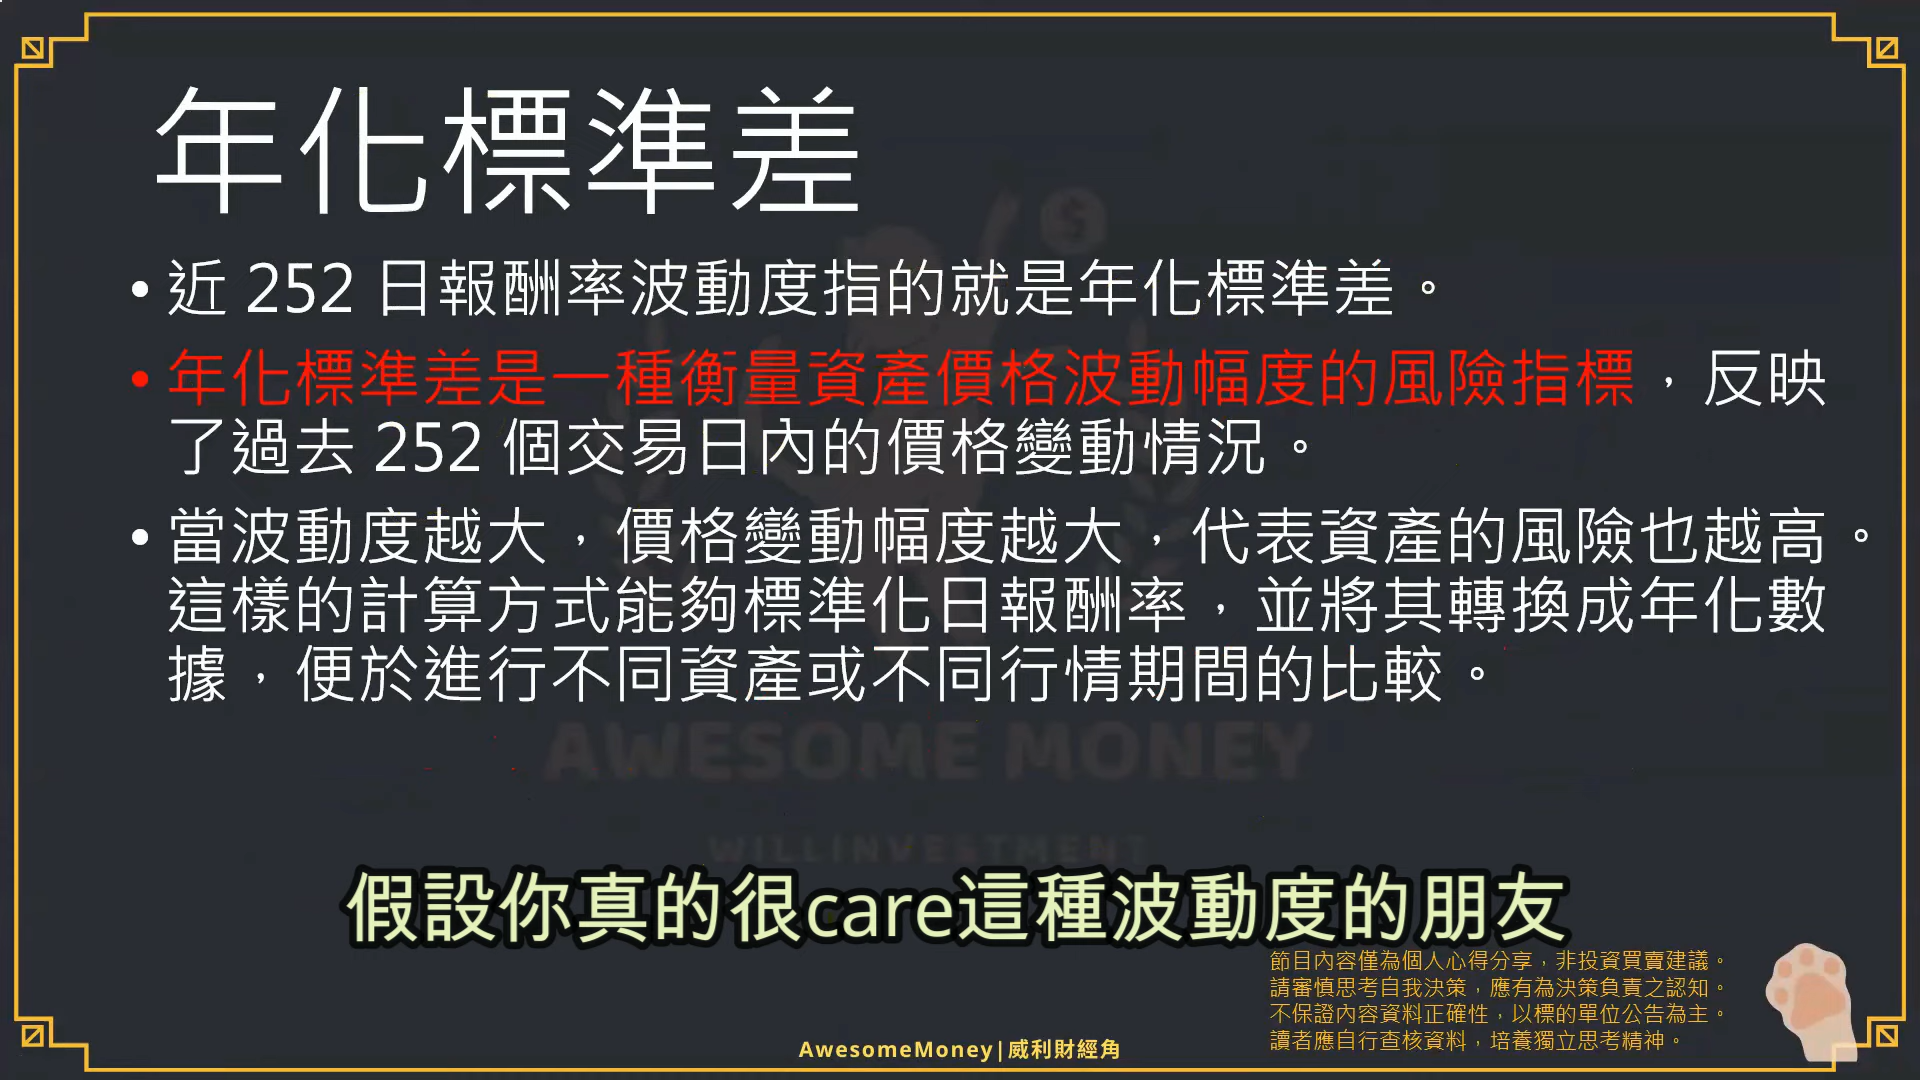 年化標準差
• 近 252 日報酬率波動度指的就是年化標準差。
• 年化標準差是一種衡量資產價格波動幅度的風險指標，反映
了過去 252 個交易日內的價格變動情況。
• 當波動度越大，價格變動幅度越大，代表資產的風險也越高。
這樣的計算方式能夠標準化日報酬率，並將其轉換成年化數
據，便於進行不同資產或不同行情期間的比較。
AWESOME MONEY
WILLINVESTMENT
假設你真的很care這種波動度的朋友
節目內容僅為個人心得分享，非投資買賣建議。
請審慎思考自我決策，應有為決策負責之認知。
不保證內容資料正確性，以標的單位公告為主。
讀者應自行查核資料，培養獨立思考精神。
AwesomeMoney|威利財經角